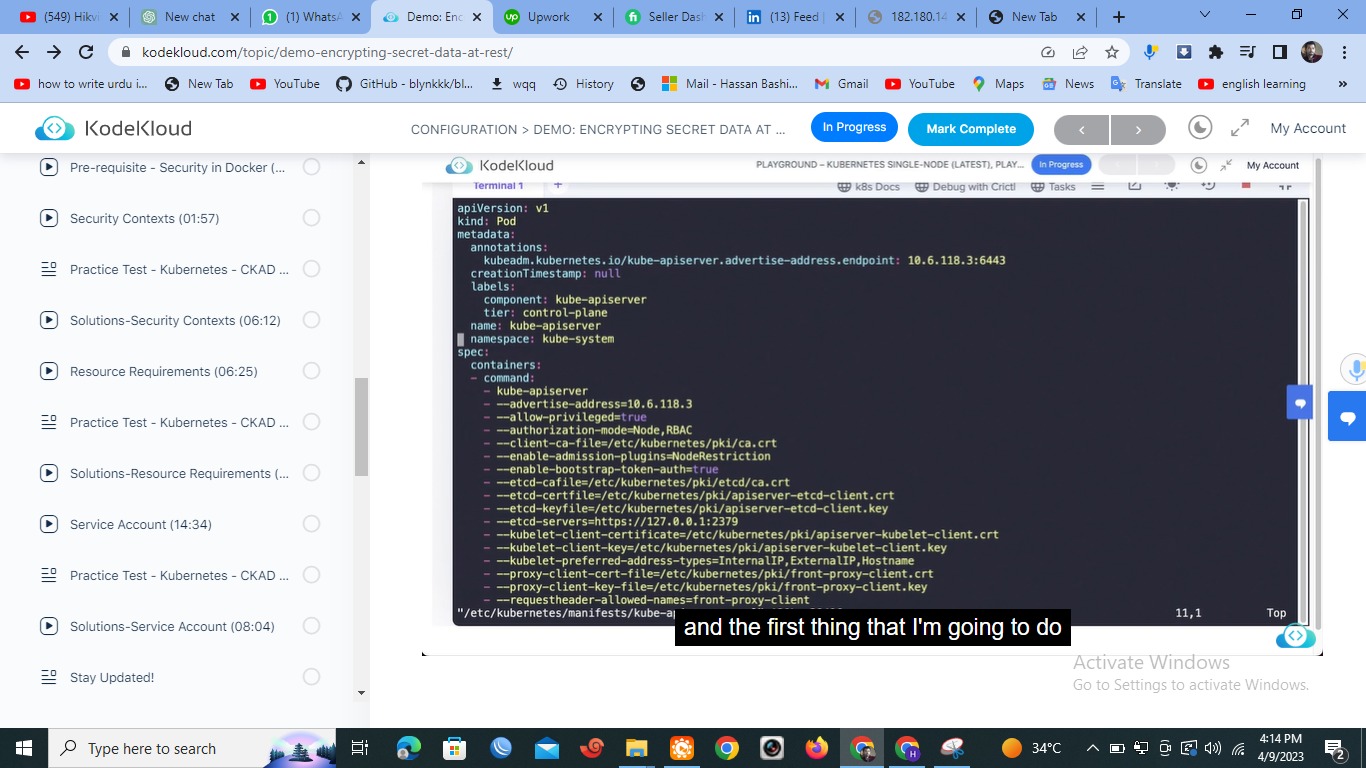 (549) Hikvi
New chat
(1) WhatsA
Demo: Enc
Upwork
Seller Dash
(13) Feed |
182.180.14
New Tab
kodekloud.com/topic/demo-encrypting-secret-data-at-rest/
how to write urdu i...
New Tab
YouTube
GitHub - blynkkk/bl...
wqq
History
Mail - Hassan Bashi...
Gmail
YouTube
Maps
News
Translate
english learning
KodeKloud
CONFIGURATION > DEMO: ENCRYPTING SECRET DATA AT ...
In Progress
Mark Complete
My Account
Pre-requisite - Security in Docker (...
Security Contexts (01:57)
Practice Test - Kubernetes - CKAD ...
Solutions-Security Contexts (06:12)
Resource Requirements (06:25)
Practice Test - Kubernetes - CKAD ...
Solutions-Resource Requirements (...
Service Account (14:34)
Practice Test - Kubernetes - CKAD ...
Solutions-Service Account (08:04)
Stay Updated!
KodeKloud
PLAYGROUND – KUBERNETES SINGLE-NODE (LATEST), PLAY...
In Progress
My Account
Terminal 1 +
k8s Docs
Debug with Crictl
Tasks
apiVersion: v1
kind: Pod
metadata:
  annotations:
    kubeadm.kubernetes.io/kube-apiserver.advertise-address.endpoint: 10.6.118.3:6443
  creationTimestamp: null
  labels:
    component: kube-apiserver
    tier: control-plane
  name: kube-apiserver
  namespace: kube-system
spec:
  containers:
  - command:
    - kube-apiserver
    - --advertise-address=10.6.118.3
    - --allow-privileged=true
    - --authorization-mode=Node,RBAC
    - --client-ca-file=/etc/kubernetes/pki/ca.crt
    - --enable-admission-plugins=NodeRestriction
    - --enable-bootstrap-token-auth=true
    - --etcd-cafile=/etc/kubernetes/pki/etcd/ca.crt
    - --etcd-certfile=/etc/kubernetes/pki/apiserver-etcd-client.crt
    - --etcd-keyfile=/etc/kubernetes/pki/apiserver-etcd-client.key
    - --etcd-servers=https://127.0.0.1:2379
    - --kubelet-client-certificate=/etc/kubernetes/pki/apiserver-kubelet-client.crt
    - --kubelet-client-key=/etc/kubernetes/pki/apiserver-kubelet-client.key
    - --kubelet-preferred-address-types=InternalIP,ExternalIP,Hostname
    - --proxy-client-cert-file=/etc/kubernetes/pki/front-proxy-client.crt
    - --proxy-client-key-file=/etc/kubernetes/pki/front-proxy-client.key
    - --requestheader-allowed-names=front-proxy-client
"/etc/kubernetes/manifests/kube-ap
11,1
Top
and the first thing that I'm going to do
Activate Windows
Go to Settings to activate Windows.
Type here to search
34°C
4:14 PM
4/9/2023
2